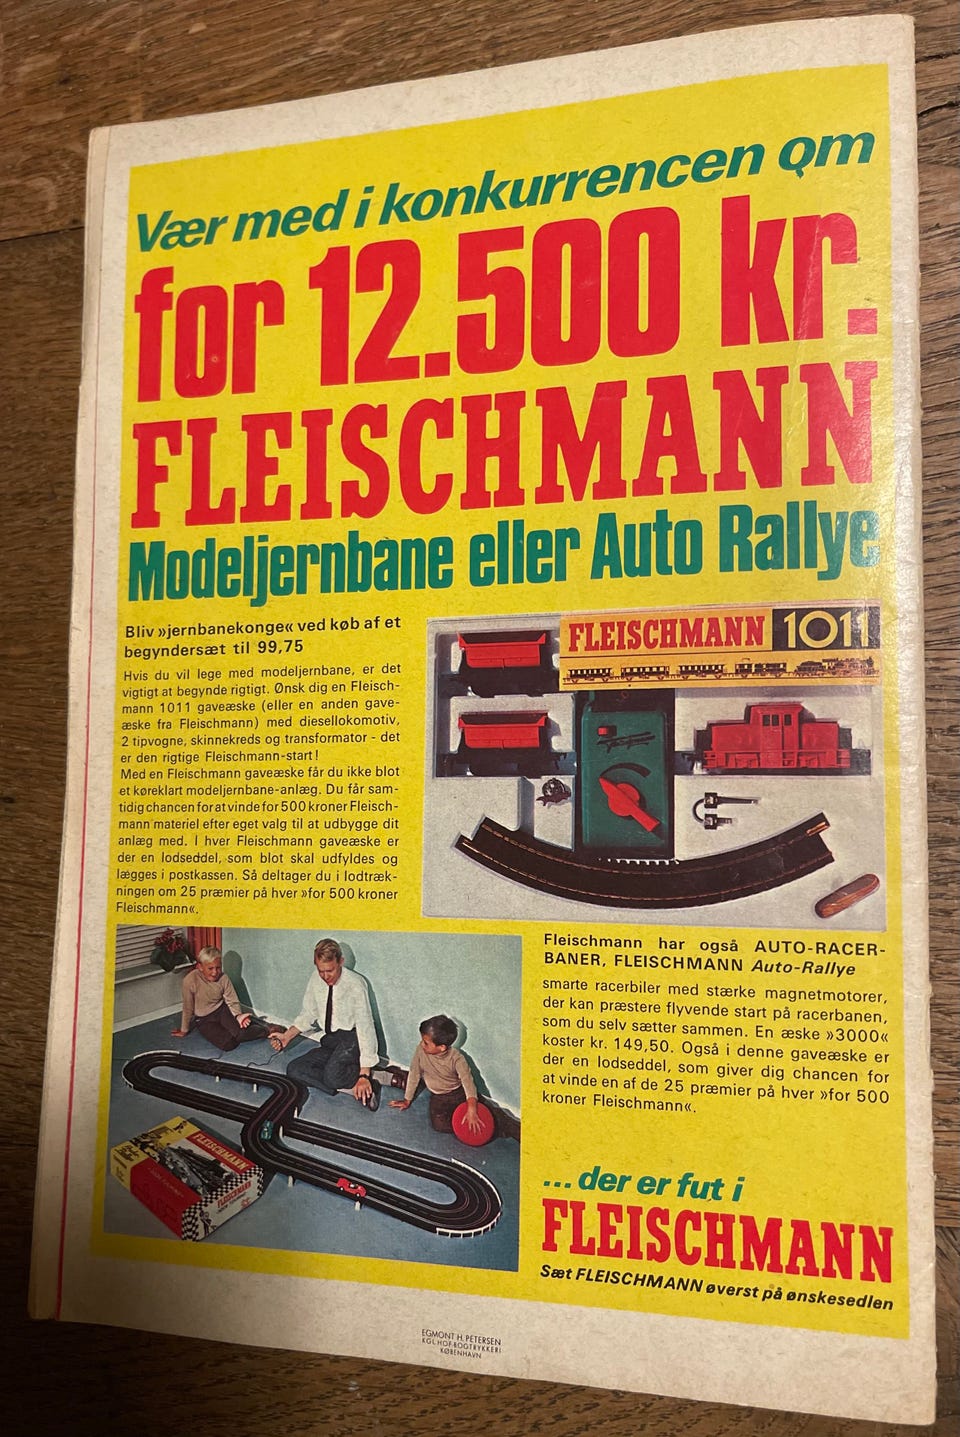 Vær med i konkurrencen om
for 12.500 kr.
FLEISCHMANN
Modeljernbane eller Auto Rallye
Bliv »jernbanekonge« ved køb af et
begyndersæt til 99,75
Hvis du vil lege med modeljernbane, er det
vigtigt at begynde rigtigt. Ønsk dig en Fleisch-
mann 1011 gaveæske (eller en anden gave-
æske fra Fleischmann) med diesellokomotiv,
2 tipvogne, skinnekreds og transformator - det
er den rigtige Fleischmann-start!
Med en Fleischmann gaveæske får du ikke blot
et køreklart modeljernbane-anlæg. Du får sam-
tidig chancen for at vinde for 500 kroner Fleisch-
mann materiel efter eget valg til at udbygge dit
anlæg med. I hver Fleischmann gaveæske er
der en lodseddel, som blot skal udfyldes og
lægges i postkassen. Så deltager du i lodtræk-
ningen om 25 præmier på hver »for 500 kroner
Fleischmann«.
FLEISCHMANN 1011
Fleischmann har også AUTO-RACER-
BANER, FLEISCHMANN Auto-Rallye
smarte racerbiler med stærke magnetmotorer,
der kan præstere flyvende start på racerbanen,
som du selv sætter sammen. En æske »3000«
koster kr. 149,50. Også i denne gaveæske er
der en lodseddel, som giver dig chancen for
at vinde en af de 25 præmier på hver »for 500
kroner Fleischmann«.
FLEISCHMANN
FLEISCHMANN
... der er fut i
FLEISCHMANN
Sæt FLEISCHMANN øverst på ønskesedlen
EGMONT H. PETERSEN
KGL. HOF-BOGTRYKKERI
KØBENHAVN